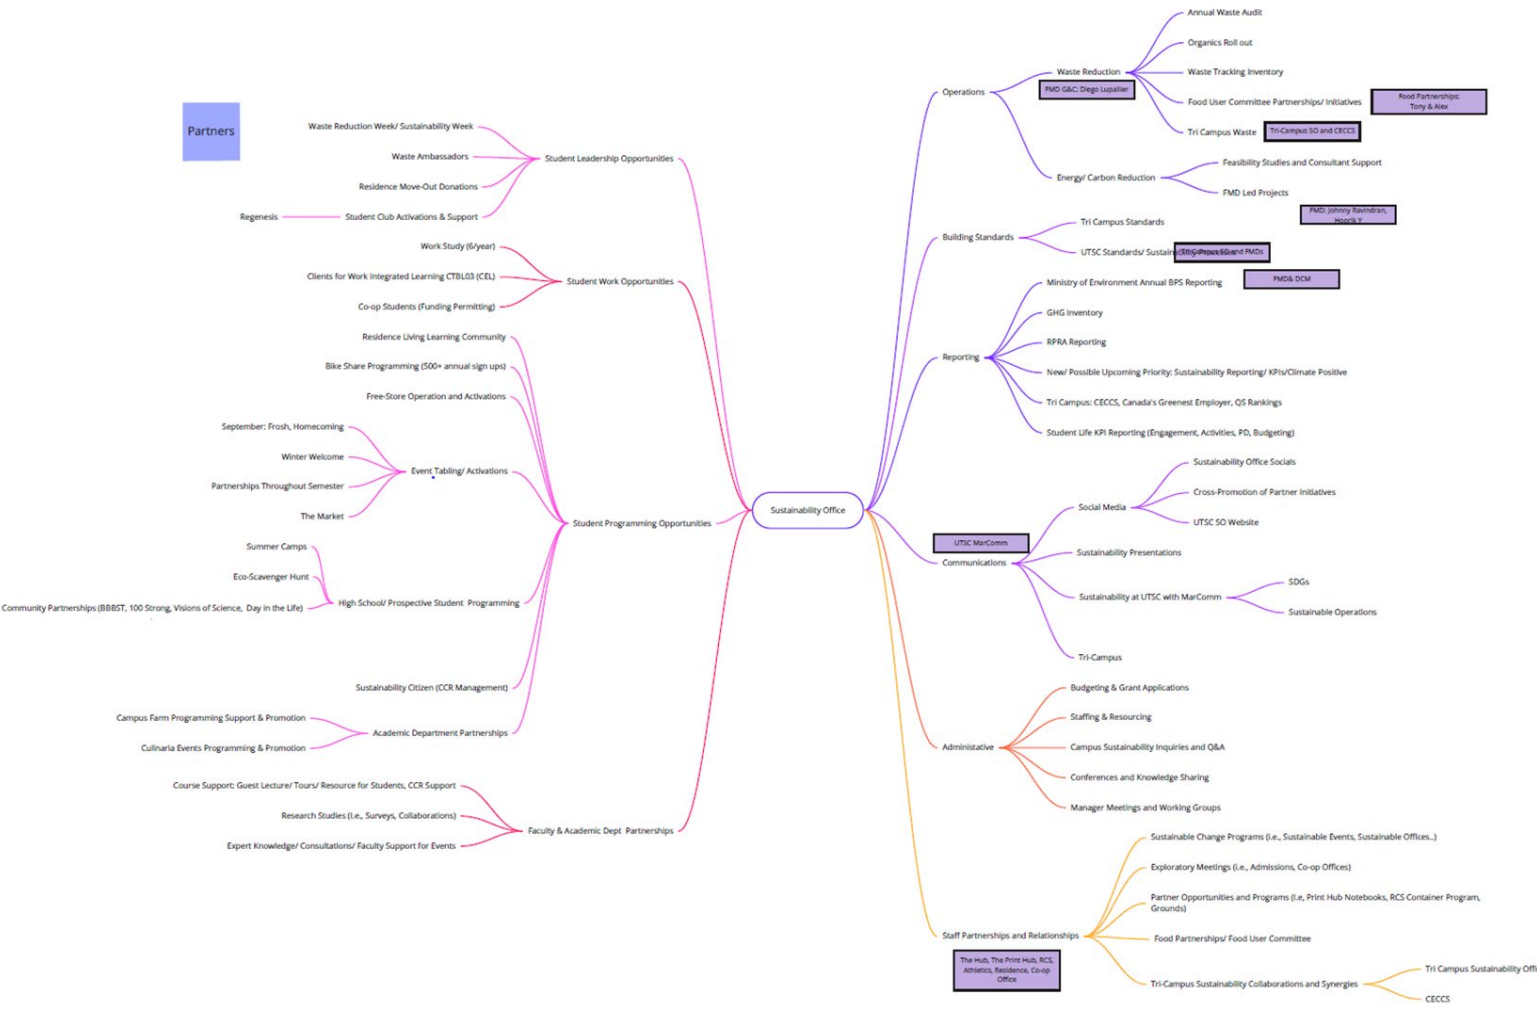 Partners
Waste Reduction Week/ Sustainability Week
Waste Ambassadors
Residence Move-Out Donations
Regenesis
Student Club Activations & Support
Student Leadership Opportunities
Work Study (6/year)
Clients for Work Integrated Learning CTBL03 (CEL)
Co-op Students (Funding Permitting)
Student Work Opportunities
Residence Living Learning Community
Bike Share Programming (500+ annual sign ups)
Free-Store Operation and Activations
September: Frosh, Homecoming
Winter Welcome
Partnerships Throughout Semester
The Market
Event Tabling/ Activations
Student Programming Opportunities
Summer Camps
Eco-Scavenger Hunt
Community Partnerships (BBBST, 100 Strong, Visions of Science, Day in the Life)
High School/ Prospective Student Programming
Sustainability Citizen (CCR Management)
Campus Farm Programming Support & Promotion
Culinaria Events Programming & Promotion
Academic Department Partnerships
Course Support: Guest Lecture/ Tours/ Resource for Students, CCR Support
Research Studies (I.e., Surveys, Collaborations)
Expert Knowledge/ Consultations/ Faculty Support for Events
Faculty & Academic Dept Partnerships
Sustainability Office
Operations
Waste Reduction
FMD G&C: Diego Lupallier
Annual Waste Audit
Organics Roll out
Waste Tracking Inventory
Food User Committee Partnerships/ Initiatives
Food Partnerships:
Tony & Alex
Tri Campus Waste
Tri-Campus SO and CECCS
Energy/ Carbon Reduction
Feasibility Studies and Consultant Support
FMD Led Projects
FMD: Johnny Ravindran,
Hoorik Y
Building Standards
Tri Campus Standards
UTSC Standards/ Sustainability
Tri-Campus SO and FMDs
Reporting
Ministry of Environment Annual BPS Reporting
FMD& DCM
GHG Inventory
RPRA Reporting
New/ Possible Upcoming Priority: Sustainability Reporting/ KPIs/Climate Positive
Tri Campus: CECCS, Canada's Greenest Employer, QS Rankings
Student Life KPI Reporting (Engagement, Activities, PD, Budgeting)
UTSC MarComm
Communications
Social Media
Sustainability Office Socials
Cross-Promotion of Partner Initiatives
UTSC SO Website
Sustainability Presentations
Sustainability at UTSC with MarComm
SDGs
Sustainable Operations
Tri-Campus
Administative
Budgeting & Grant Applications
Staffing & Resourcing
Campus Sustainability Inquiries and Q&A
Conferences and Knowledge Sharing
Manager Meetings and Working Groups
Staff Partnerships and Relationships
The Hub, The Print Hub, RCS,
Athletics, Residence, Co-op
Office
Sustainable Change Programs (i.e., Sustainable Events, Sustainable Offices..)
Exploratory Meetings (i.e., Admissions, Co-op Offices)
Partner Opportunities and Programs (I.e, Print Hub Notebooks, RCS Container Program,
Grounds)
Food Partnerships/ Food User Committee
Tri-Campus Sustainability Collaborations and Synergies
Tri Campus Sustainability Offi
CECCS